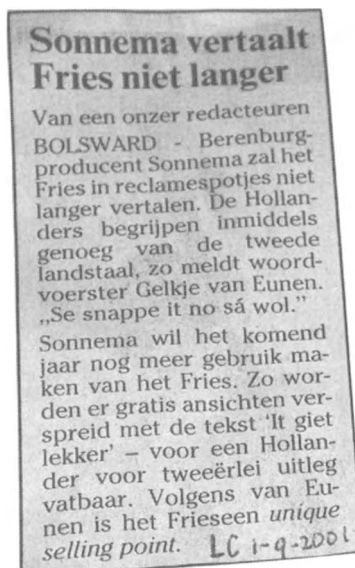 Sonnema vertaalt
Fries niet langer
Van een onzer redacteuren
BOLSWARD - Berenburg-
producent Sonnema zal het
Fries in reclamespotjes niet
langer vertalen. De Hollan-
ders begrijpen inmiddels
genoeg van de tweede
landstaal, zo meldt woord-
voerster Gelkje van Eunen.
„Se snappe it no sá wol.”
Sonnema wil het komend
jaar nog meer gebruik ma-
ken van het Fries. Zo wor-
den er gratis ansichten ver-
spreid met de tekst ‘It giet
lekker’ – voor een Hollan-
der voor tweeërlei uitleg
vatbaar. Volgens van Eu-
nen is het Frieseen unique
selling point. LC 1-9-2001